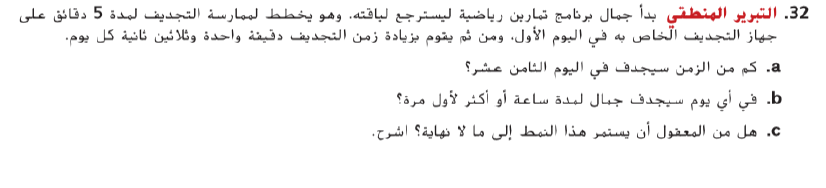 32. التبرير المنطقي بدأ جمال برنامج تمارين رياضية ليسترجع لياقته. وهو يخطط لممارسة التجديف لمدة 5 دقائق على
جهاز التجديف الخاص به في اليوم الأول. ومن ثم يقوم بزيادة زمن التجديف دقيقة واحدة وثلاثين ثانية كل يوم.
a. كم من الزمن سيجدف في اليوم الثامن عشر؟
b. في أي يوم سيجدف جمال لمدة ساعة أو أكثر لأول مرة؟
c. هل من المعقول أن يستمر هذا النمط إلى ما لا نهاية؟ اشرح.